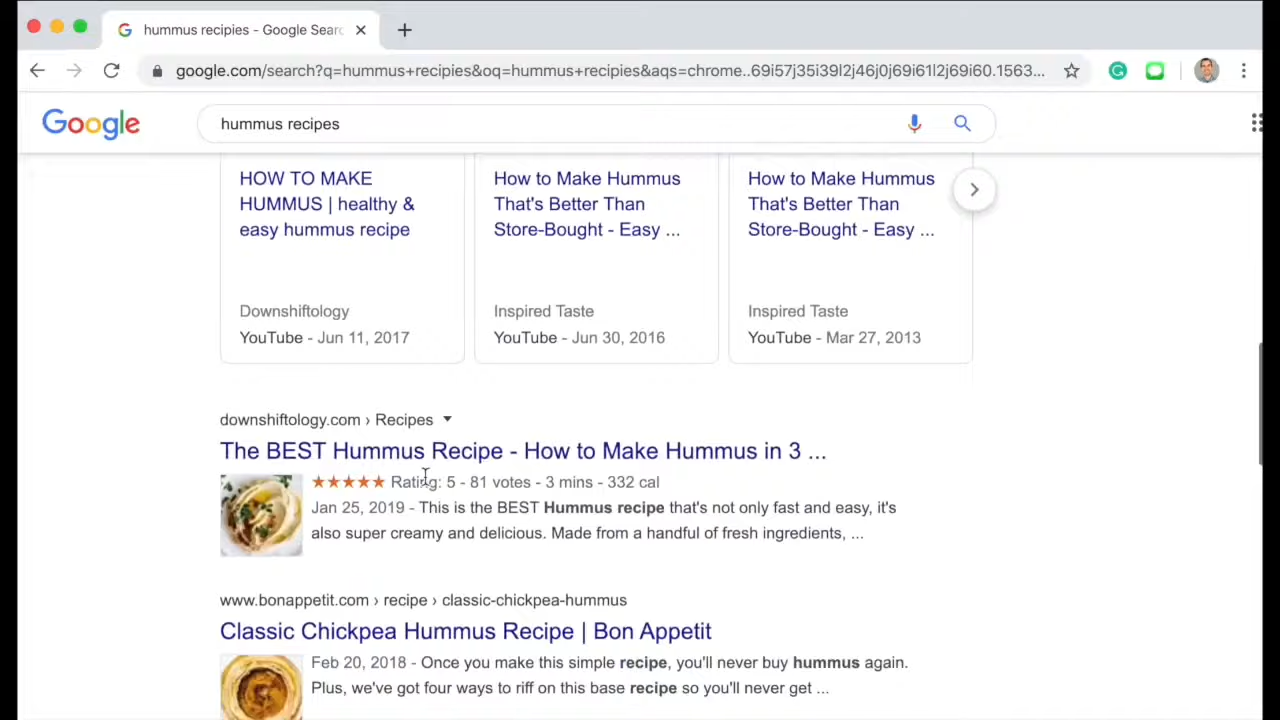 hummus recipies - Google Searc
google.com/search?q=hummus+recipies&oq=hummus+recipies&aqs=chrome..69i57j35i39l2j46j0j69i61l2j69i60.1563...
Google
hummus recipes
HOW TO MAKE
HUMMUS | healthy &
easy hummus recipe
Downshiftology
YouTube - Jun 11, 2017
How to Make Hummus
That's Better Than
Store-Bought - Easy ...
Inspired Taste
YouTube - Jun 30, 2016
How to Make Hummus
That's Better Than
Store-Bought - Easy ...
Inspired Taste
YouTube - Mar 27, 2013
downshiftology.com › Recipes
The BEST Hummus Recipe - How to Make Hummus in 3 ...
Rating: 5 - 81 votes - 3 mins - 332 cal
Jan 25, 2019 - This is the BEST Hummus recipe that's not only fast and easy, it's
also super creamy and delicious. Made from a handful of fresh ingredients, ...
www.bonappetit.com › recipe › classic-chickpea-hummus
Classic Chickpea Hummus Recipe | Bon Appetit
Feb 20, 2018 - Once you make this simple recipe, you'll never buy hummus again.
Plus, we've got four ways to riff on this base recipe so you'll never get ...